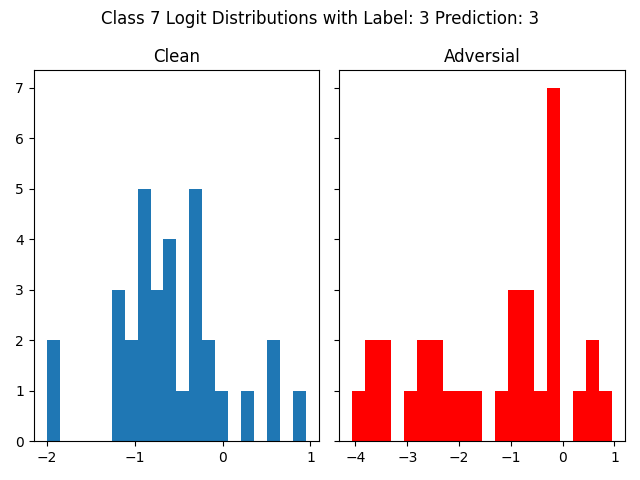 Class 7 Logit Distributions with Label: 3 Prediction: 3
Clean
Adversial
7
6
5
4
3
2
1
0
−2 −1 0 1
−4 −3 −2 −1 0 1